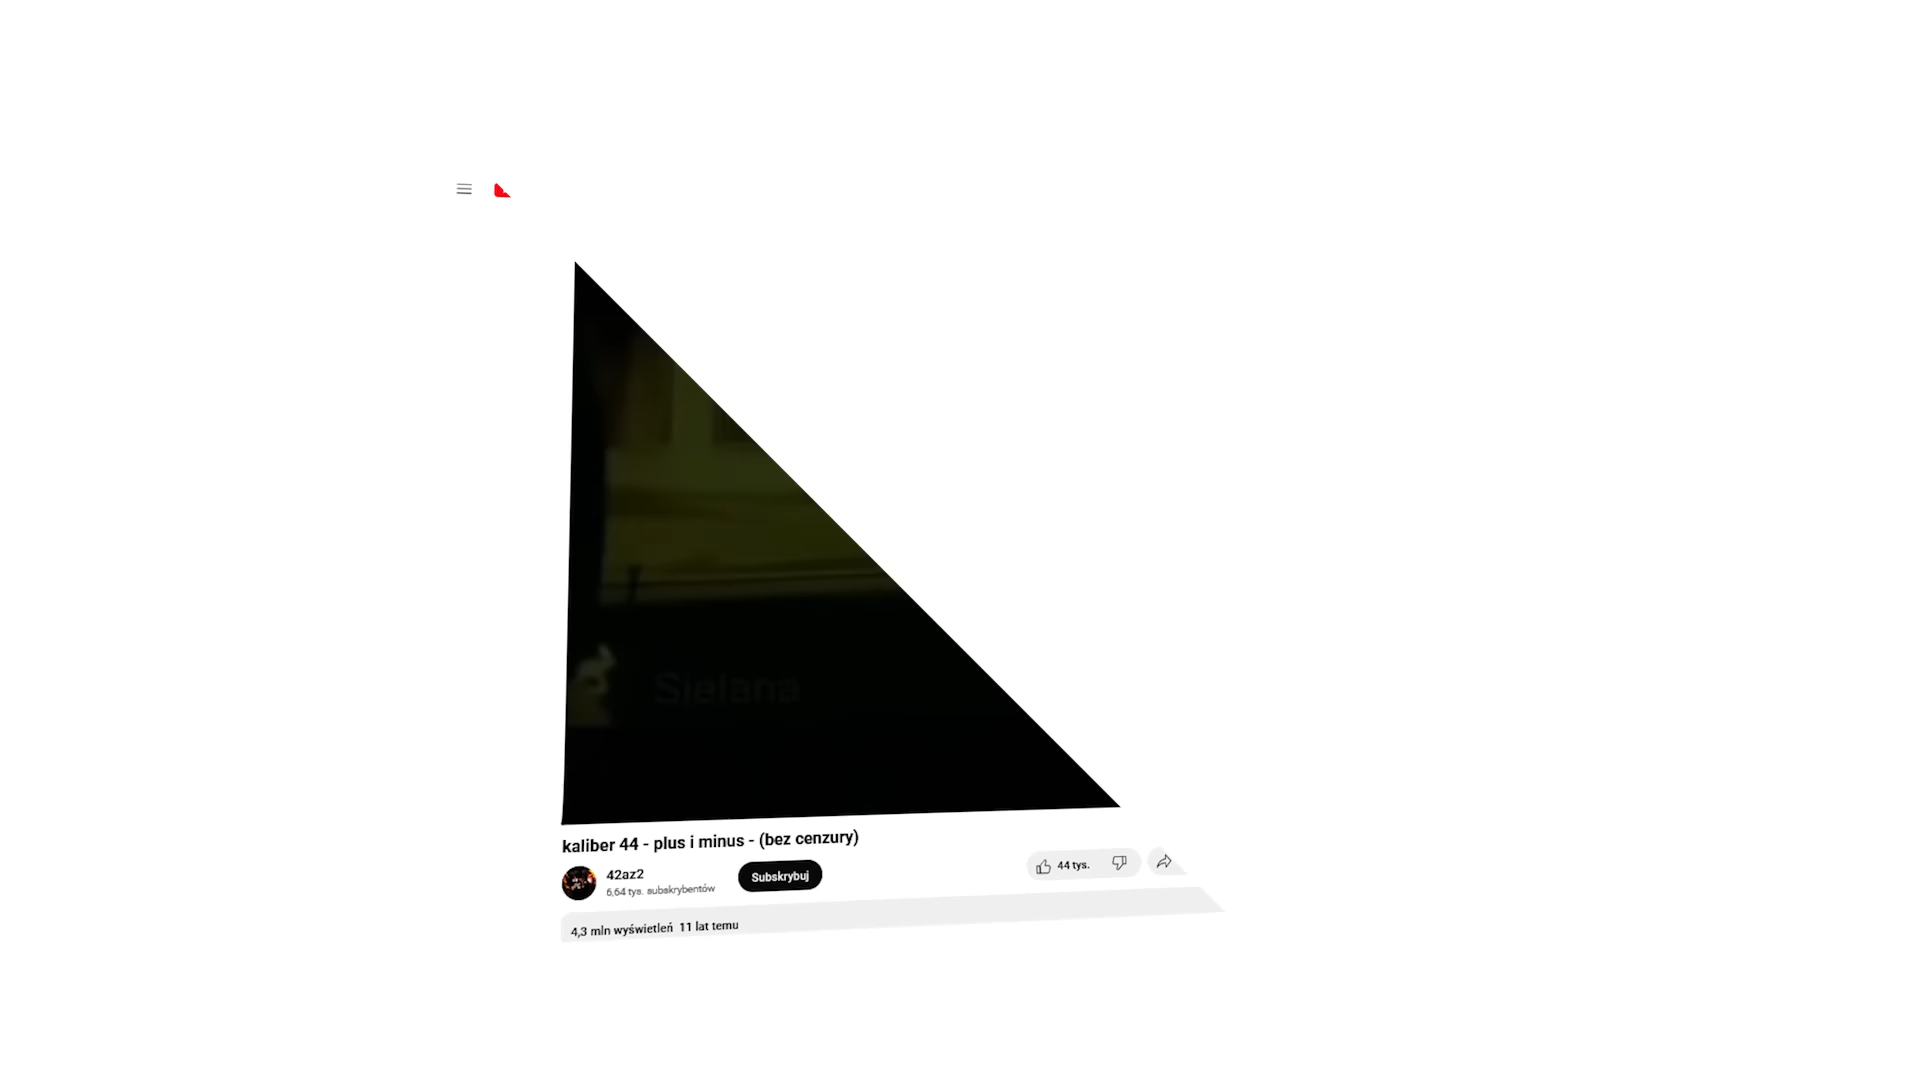 Sielana
kaliber 44 - plus i minus - (bez cenzury)
42az2
6,64 tys. subskrybentów
Subskrybuj
44 tys.
4,3 mln wyświetleń 11 lat temu